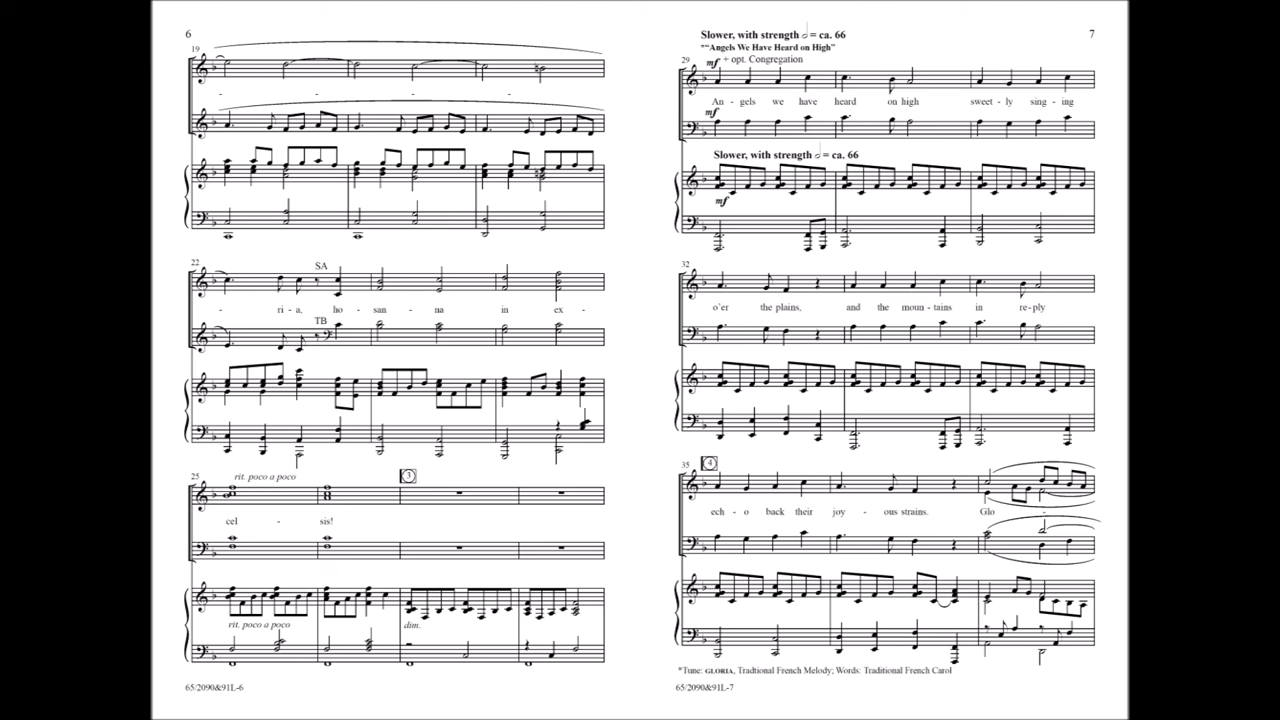 6
19
- - - -
22
SA
ri - a, ho - san - na in ex -
TB
25
rit. poco a poco
3
cel - sis!
rit. poco a poco
dim.
65/2090&91L-6
Slower, with strength 𝅗𝅥 = ca. 66
7
*“Angels We Have Heard on High”
29
mf + opt. Congregation
An - gels we have heard on high sweet - ly sing - ing
mf
Slower, with strength 𝅗𝅥 = ca. 66
mf
32
o'er the plains, and the moun - tains in re - ply
35
4
ech - o back their joy - ous strains. Glo -
*Tune: GLORIA, Tradtional French Melody; Words: Traditional French Carol
65/2090&91L-7